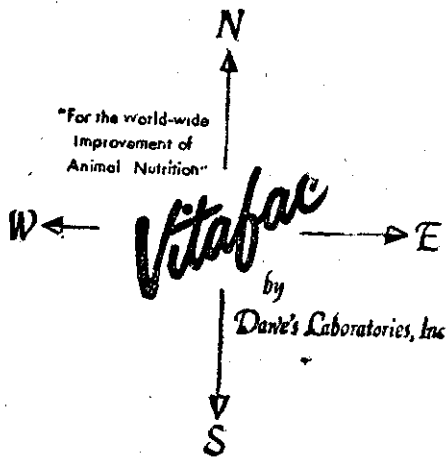 N
"For the world-wide
Improvement of
Animal Nutrition"
W
Vitafac
E
by
Dawe's Laboratories, Inc
S